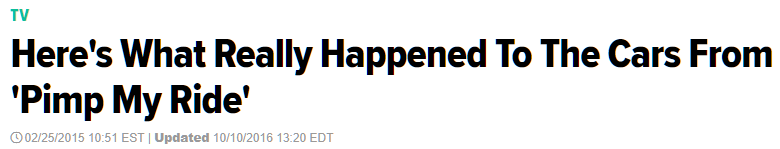 TV
Here's What Really Happened To The Cars From
'Pimp My Ride'
02/25/2015 10:51 EST | Updated 10/10/2016 13:20 EDT